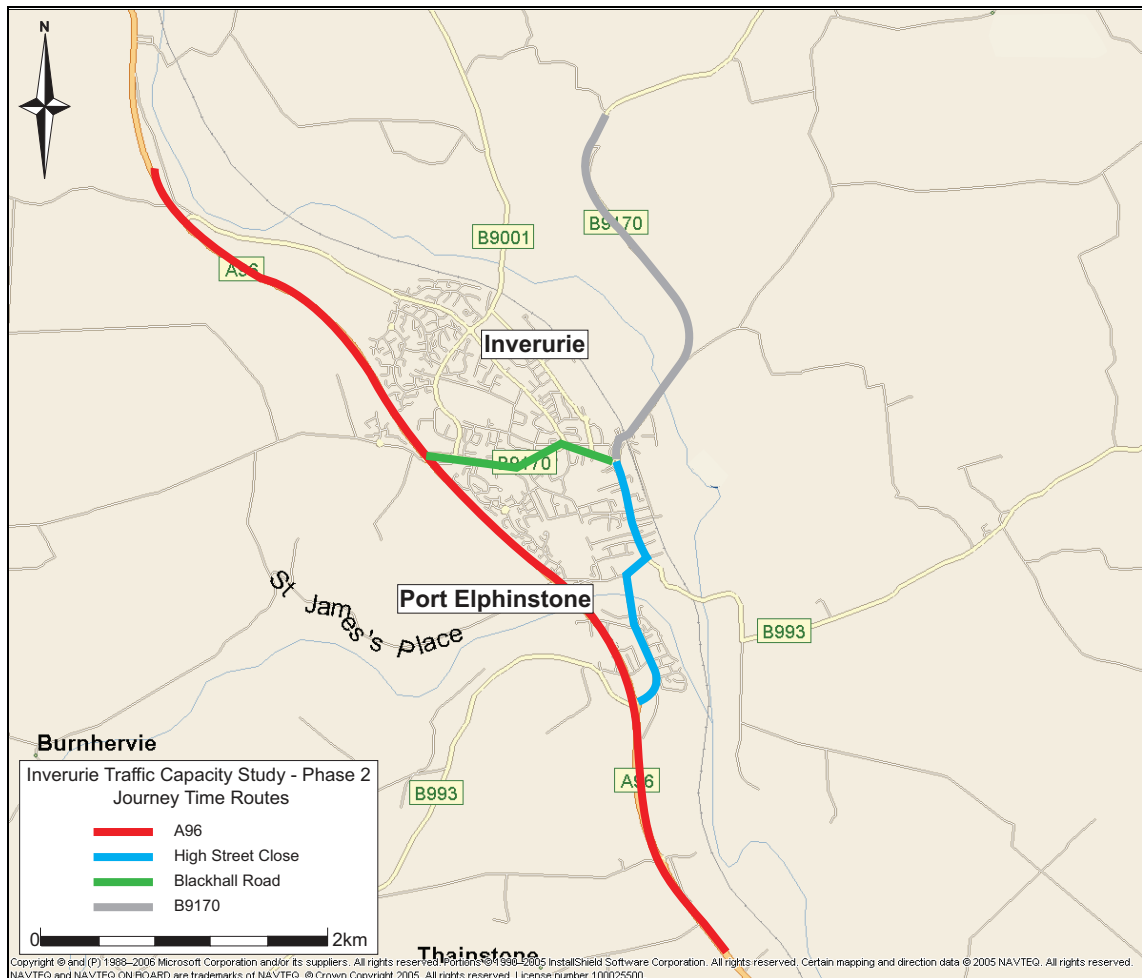 N
B9001
B9170
A96
Inverurie
B9170
St James's Place
Port Elphinstone
B993
Burnhervie
A96
B993
Inverurie Traffic Capacity Study - Phase 2
Journey Time Routes
A96
High Street Close
Blackhall Road
B9170
0 2km
Thainstone
Copyright © and (P) 1988–2006 Microsoft Corporation and/or its suppliers. All rights reserved. Portions © 1990–2005 InstallShield Software Corporation. All rights reserved. Certain mapping and direction data © 2005 NAVTEQ. All rights reserved.
NAVTEQ and NAVTEQ ON BOARD are trademarks of NAVTEQ. © Crown Copyright 2005. All rights reserved. License number 100025500.